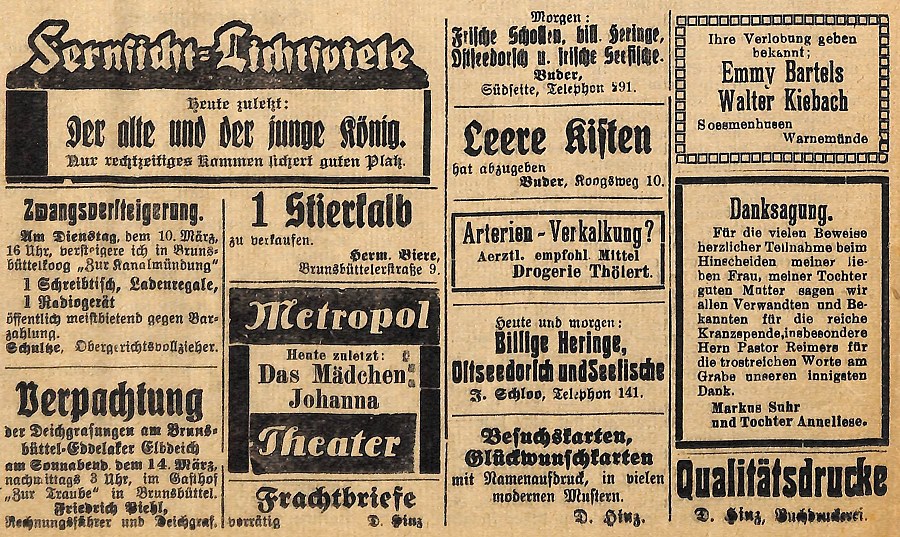 Fernsicht-Lichtspiele
Heute zuletzt:
Der alte und der junge König.
Nur rechtzeitiges Kommen sichert guten Platz.
Zwangsversteigerung.
Am Dienstag, dem 10. März,
16 Uhr, versteigere ich in Bruns-
büttelkoog „Zur Kanalmündung“
1 Schreibtisch, Ladenregale,
1 Radiogerät
öffentlich meistbietend gegen Bar-
zahlung.
Schultze, Obergerichtsvollzieher.
Verpachtung
der Deichgrasungen am Bruns-
büttel-Eddelaker Elbdeich
am Sonnabend, dem 14. März,
nachmittags 3 Uhr, im Gasthof
„Zur Traube“ in Brunsbüttel.
Friedrich Piehl,
Rechnungsführer und Deichgraf.
1 Stierkalb
zu verkaufen.
Herm. Biere,
Brunsbüttelerstraße 9.
Metropol
Heute zuletzt:
Das Mädchen
Johanna
Theater
Frachtbriefe
vorrätig D. Hinz
Morgen:
Frische Schollen, bill. Heringe,
Ostseedorsch u. frische Seefische.
Buder,
Südseite, Telephon 291.
Leere Kisten
hat abzugeben
Buder, Koogsweg 10.
Arterien-Verkalkung?
Aerztl. empfohl. Mittel
Drogerie Thölert.
Heute und morgen:
Billige Heringe,
Ostseedorsch und Seefische
J. Schloo, Telephon 141.
Besuchskarten,
Glückwunschkarten
mit Namenaufdruck, in vielen
modernen Mustern.
D. Hinz.
Ihre Verlobung geben
bekannt:
Emmy Bartels
Walter Kiebach
Soesmenhusen
Warnemünde
Danksagung.
Für die vielen Beweise
herzlicher Teilnahme beim
Hinscheiden meiner lie-
ben Frau, meiner Tochter
guten Mutter sagen wir
allen Verwandten und Be-
kannten für die reiche
Kranzspende, insbesondere
Herrn Pastor Reimers für
die trostreichen Worte am
Grabe unseren innigsten
Dank.
Markus Suhr
und Tochter Anneliese.
Qualitätsdrucke
D. Hinz, Buchdruckerei.